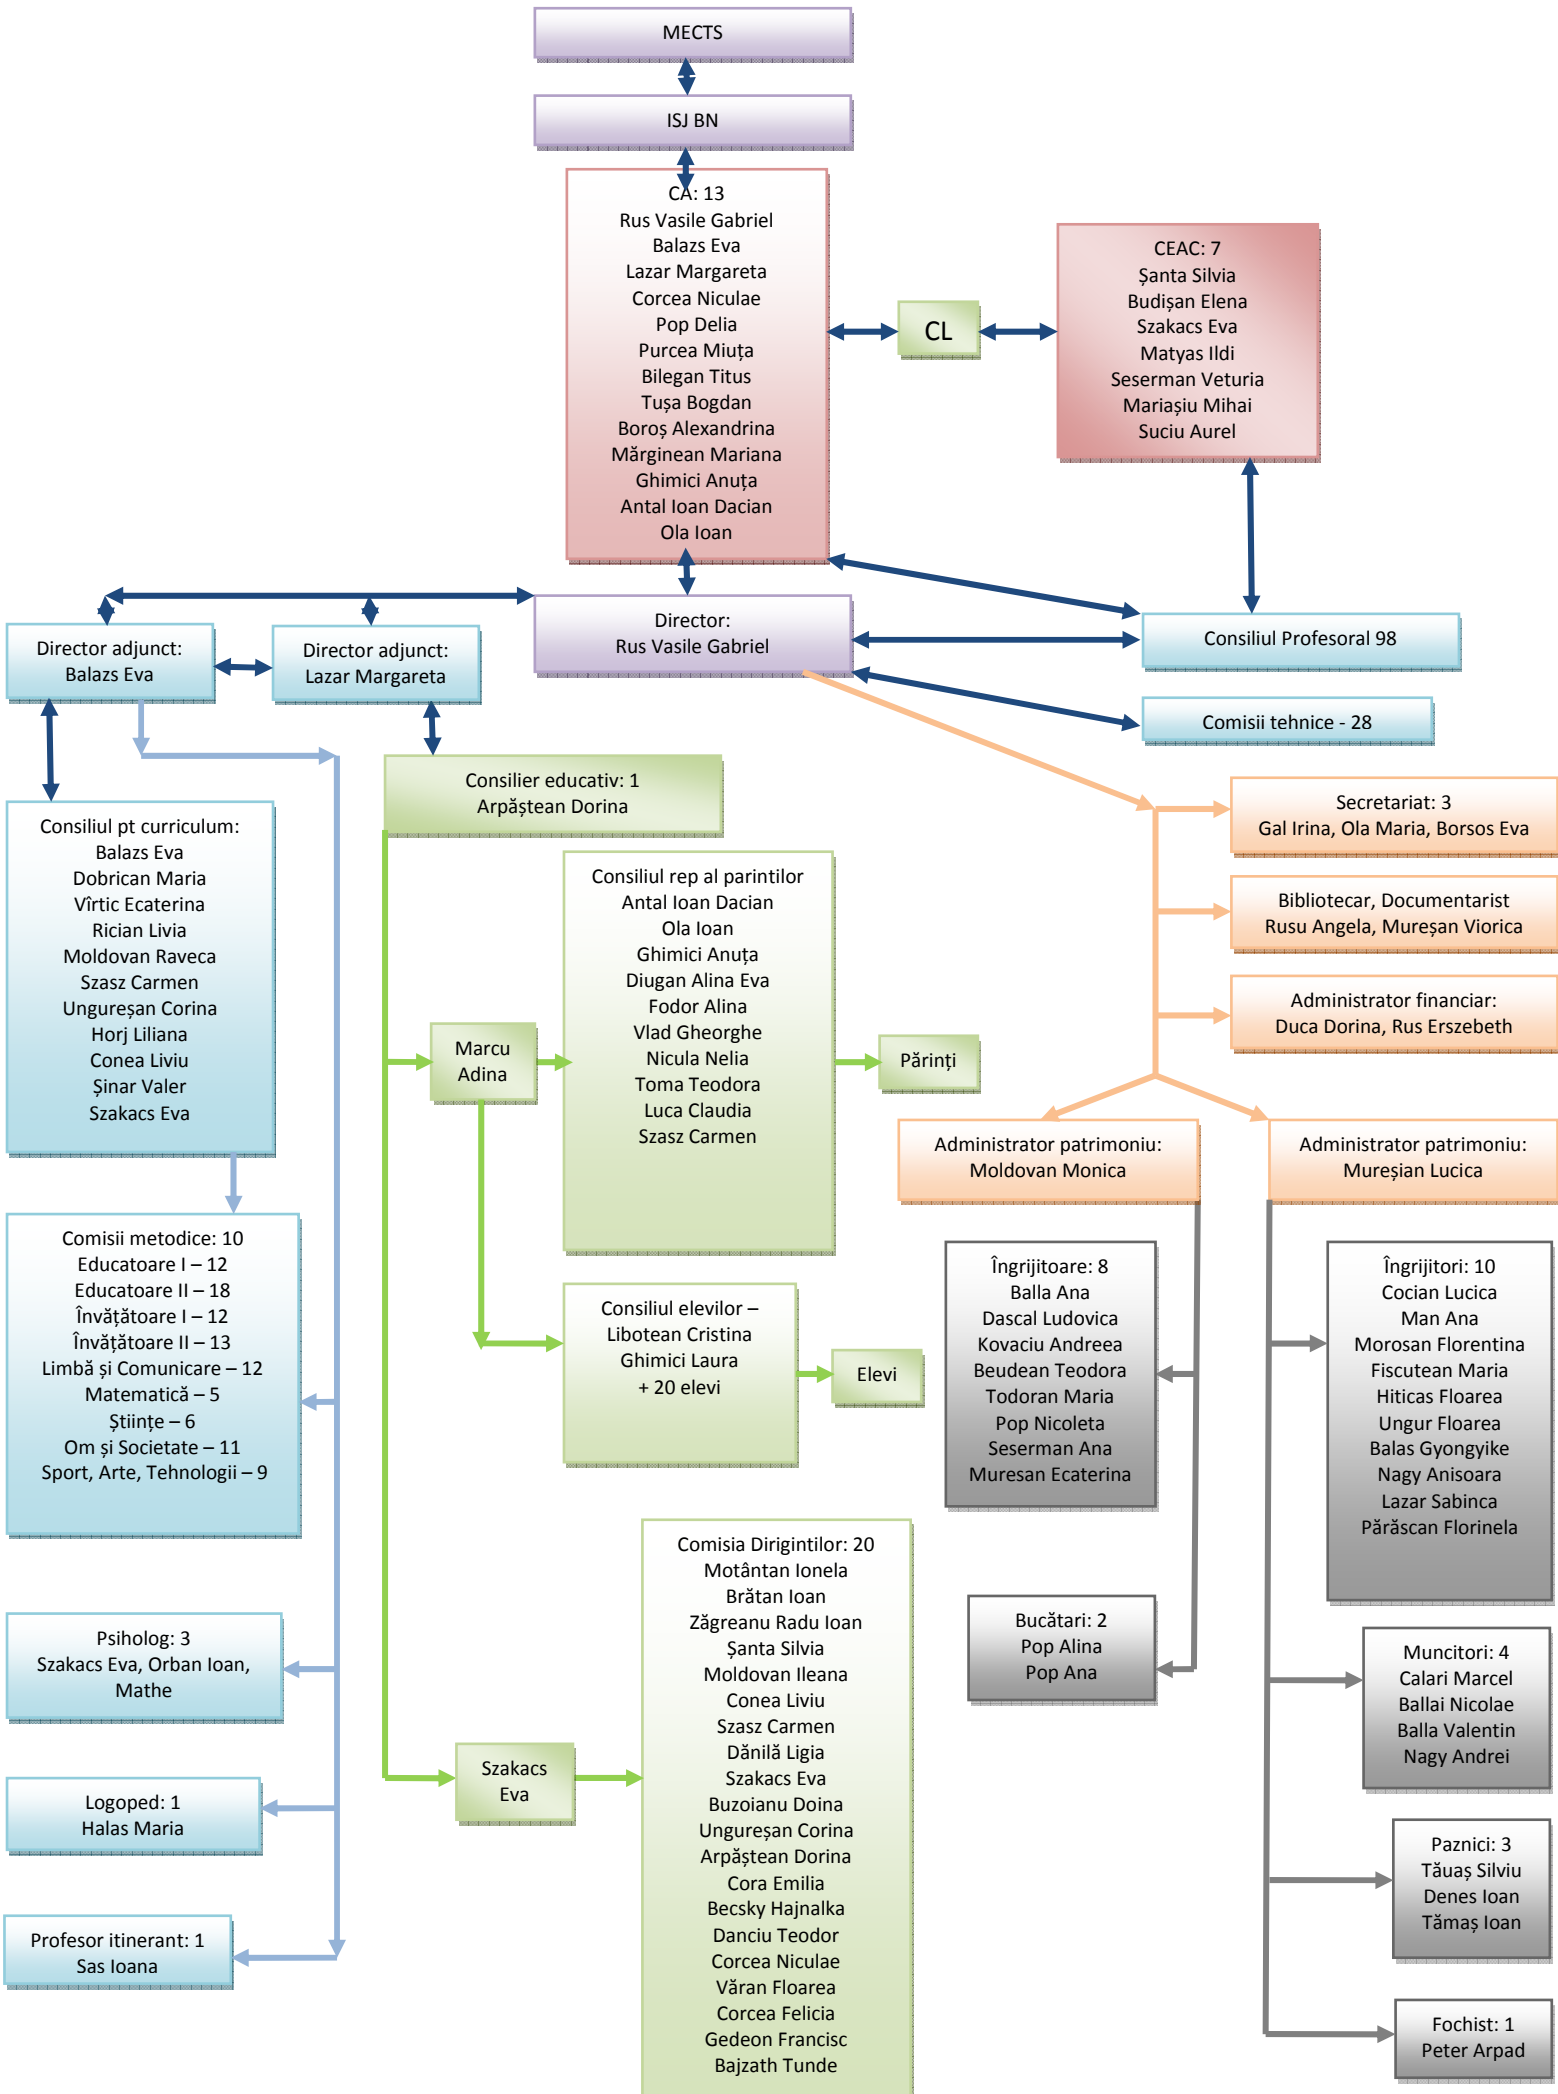 MECTS
ISJ BN
CA: 13
Rus Vasile Gabriel
Balazs Eva
Lazar Margareta
Corcea Niculae
Pop Delia
Purcea Miuța
Bilegan Titus
Tușa Bogdan
Boroș Alexandrina
Mărginean Mariana
Ghimici Anuța
Antal Ioan Dacian
Ola Ioan
CL
CEAC: 7
Șanta Silvia
Budișan Elena
Szakacs Eva
Matyas Ildi
Seserman Veturia
Mariașiu Mihai
Suciu Aurel
Director adjunct:
Balazs Eva
Director adjunct:
Lazar Margareta
Director:
Rus Vasile Gabriel
Consiliul Profesoral 98
Comisii tehnice - 28
Consilier educativ: 1
Arpăștean Dorina
Consiliul pt curriculum:
Balazs Eva
Dobrican Maria
Vîrtic Ecaterina
Rician Livia
Moldovan Raveca
Szasz Carmen
Ungureșan Corina
Horj Liliana
Conea Liviu
Șinar Valer
Szakacs Eva
Marcu
Adina
Consiliul rep al parintilor
Antal Ioan Dacian
Ola Ioan
Ghimici Anuța
Diugan Alina Eva
Fodor Alina
Vlad Gheorghe
Nicula Nelia
Toma Teodora
Luca Claudia
Szasz Carmen
Părinți
Secretariat: 3
Gal Irina, Ola Maria, Borsos Eva
Bibliotecar, Documentarist
Rusu Angela, Mureșan Viorica
Administrator financiar:
Duca Dorina, Rus Erszebeth
Administrator patrimoniu:
Moldovan Monica
Administrator patrimoniu:
Mureșian Lucica
Comisii metodice: 10
Educatoare I – 12
Educatoare II – 18
Învățătoare I – 12
Învățătoare II – 13
Limbă și Comunicare – 12
Matematică – 5
Științe – 6
Om și Societate – 11
Sport, Arte, Tehnologii – 9
Consiliul elevilor –
Libotean Cristina
Ghimici Laura
+ 20 elevi
Elevi
Îngrijitoare: 8
Balla Ana
Dascal Ludovica
Kovaciu Andreea
Beudean Teodora
Todoran Maria
Pop Nicoleta
Seserman Ana
Muresan Ecaterina
Îngrijitori: 10
Cocian Lucica
Man Ana
Morosan Florentina
Fiscutean Maria
Hiticas Floarea
Ungur Floarea
Balas Gyongyike
Nagy Anisoara
Lazar Sabinca
Părăscan Florinela
Psiholog: 3
Szakacs Eva, Orban Ioan,
Mathe
Logoped: 1
Halas Maria
Profesor itinerant: 1
Sas Ioana
Szakacs
Eva
Comisia Dirigintilor: 20
Motântan Ionela
Brătan Ioan
Zăgreanu Radu Ioan
Șanta Silvia
Moldovan Ileana
Conea Liviu
Szasz Carmen
Dănilă Ligia
Szakacs Eva
Buzoianu Doina
Ungureșan Corina
Arpăștean Dorina
Cora Emilia
Becsky Hajnalka
Danciu Teodor
Corcea Niculae
Văran Floarea
Corcea Felicia
Gedeon Francisc
Bajzath Tunde
Bucătari: 2
Pop Alina
Pop Ana
Muncitori: 4
Calari Marcel
Ballai Nicolae
Balla Valentin
Nagy Andrei
Paznici: 3
Tăuaș Silviu
Denes Ioan
Tămaș Ioan
Fochist: 1
Peter Arpad